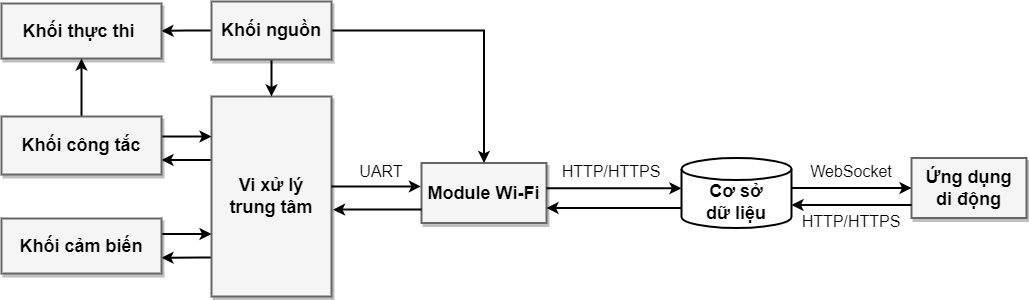 Khối thực thi
Khối nguồn
Khối công tắc
Khối cảm biến
Vi xử lý
trung tâm
UART
Module Wi-Fi
HTTP/HTTPS
Cơ sở
dữ liệu
WebSocket
HTTP/HTTPS
Ứng dụng
di động